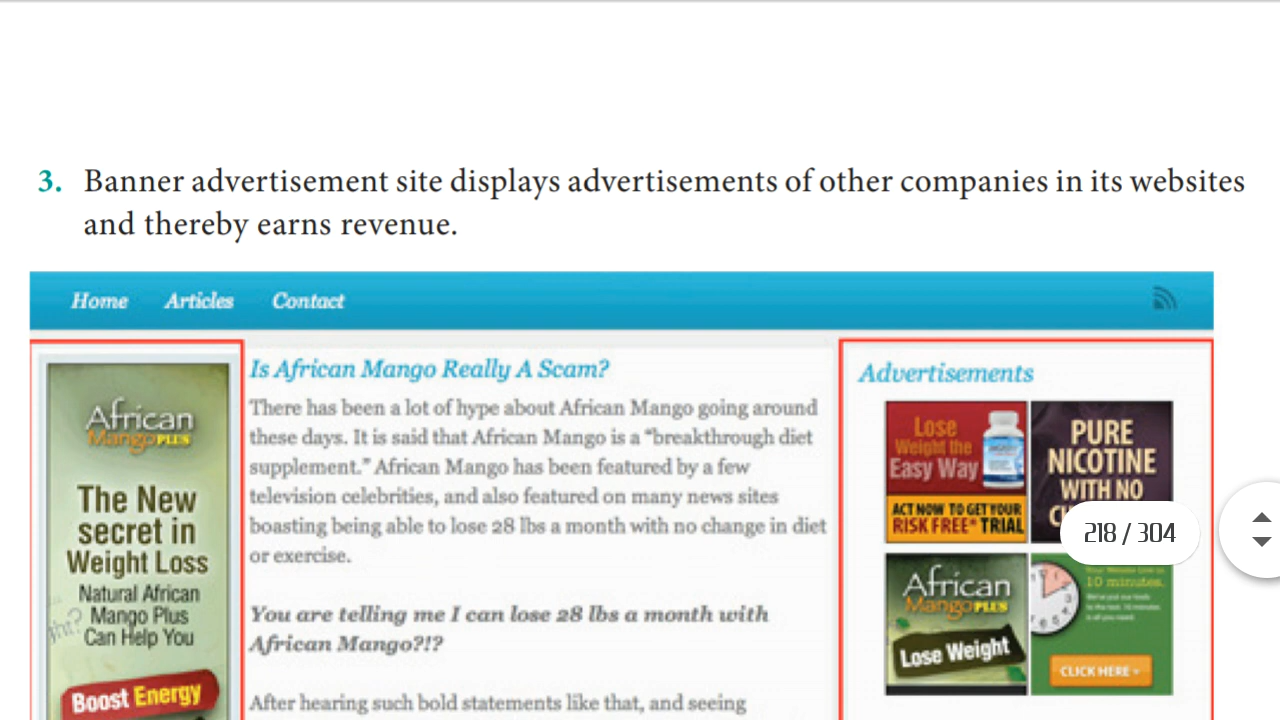 3. Banner advertisement site displays advertisements of other companies in its websites
and thereby earns revenue.
Home Articles Contact
African
Mango PLUS
The New
secret in
Weight Loss
Natural African
Mango Plus
Can Help You
Boost Energy
Is African Mango Really A Scam?
There has been a lot of hype about African Mango going around
these days. It is said that African Mango is a "breakthrough diet
supplement." African Mango has been featured by a few
television celebrities, and also featured on many news sites
boasting being able to lose 28 lbs a month with no change in diet
or exercise.
You are telling me I can lose 28 lbs a month with
African Mango?!?
After hearing such bold statements like that, and seeing
Advertisements
Lose
Weight the
Easy Way
ACT NOW TO GET YOUR
RISK FREE* TRIAL
PURE
NICOTINE
WITH NO
218 / 304
African
Mango PLUS
Lose Weight
10 minutes.
CLICK HERE